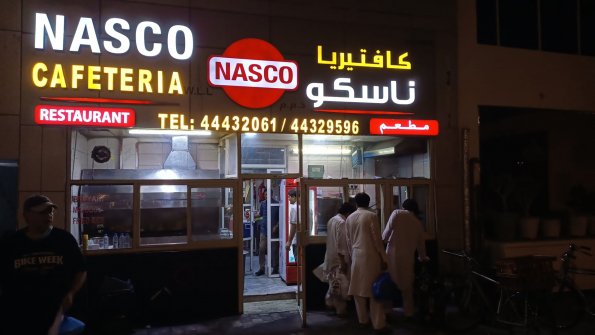 NASCO
CAFETERIA
RESTAURANT
NASCO
كافتيريا
ناسكو
مطعم
TEL: 44432061 / 44329596
W.L.L
ذ.م.م
BIKE WEEK